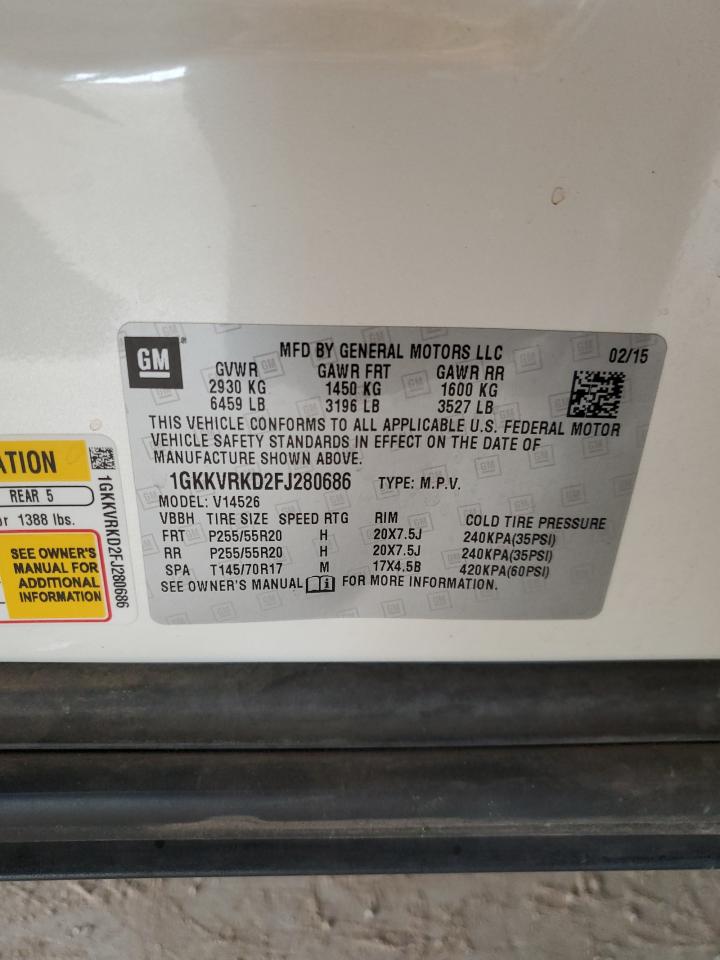 GM
MFD BY GENERAL MOTORS LLC 02/15
GVWR GAWR FRT GAWR RR
2930 KG 1450 KG 1600 KG
6459 LB 3196 LB 3527 LB
THIS VEHICLE CONFORMS TO ALL APPLICABLE U.S. FEDERAL MOTOR
VEHICLE SAFETY STANDARDS IN EFFECT ON THE DATE OF
MANUFACTURE SHOWN ABOVE.
1GKKVRKD2FJ280686 TYPE: M.P.V.
MODEL: V14526
VBBH TIRE SIZE SPEED RTG RIM COLD TIRE PRESSURE
FRT P255/55R20 H 20X7.5J 240KPA(35PSI)
RR P255/55R20 H 20X7.5J 240KPA(35PSI)
SPA T145/70R17 M 17X4.5B 420KPA(60PSI)
SEE OWNER'S MANUAL FOR MORE INFORMATION.
ATION
REAR 5
or 1388 lbs.
SEE OWNER'S
MANUAL FOR
ADDITIONAL
INFORMATION
1GKKVRKD2FJ280686